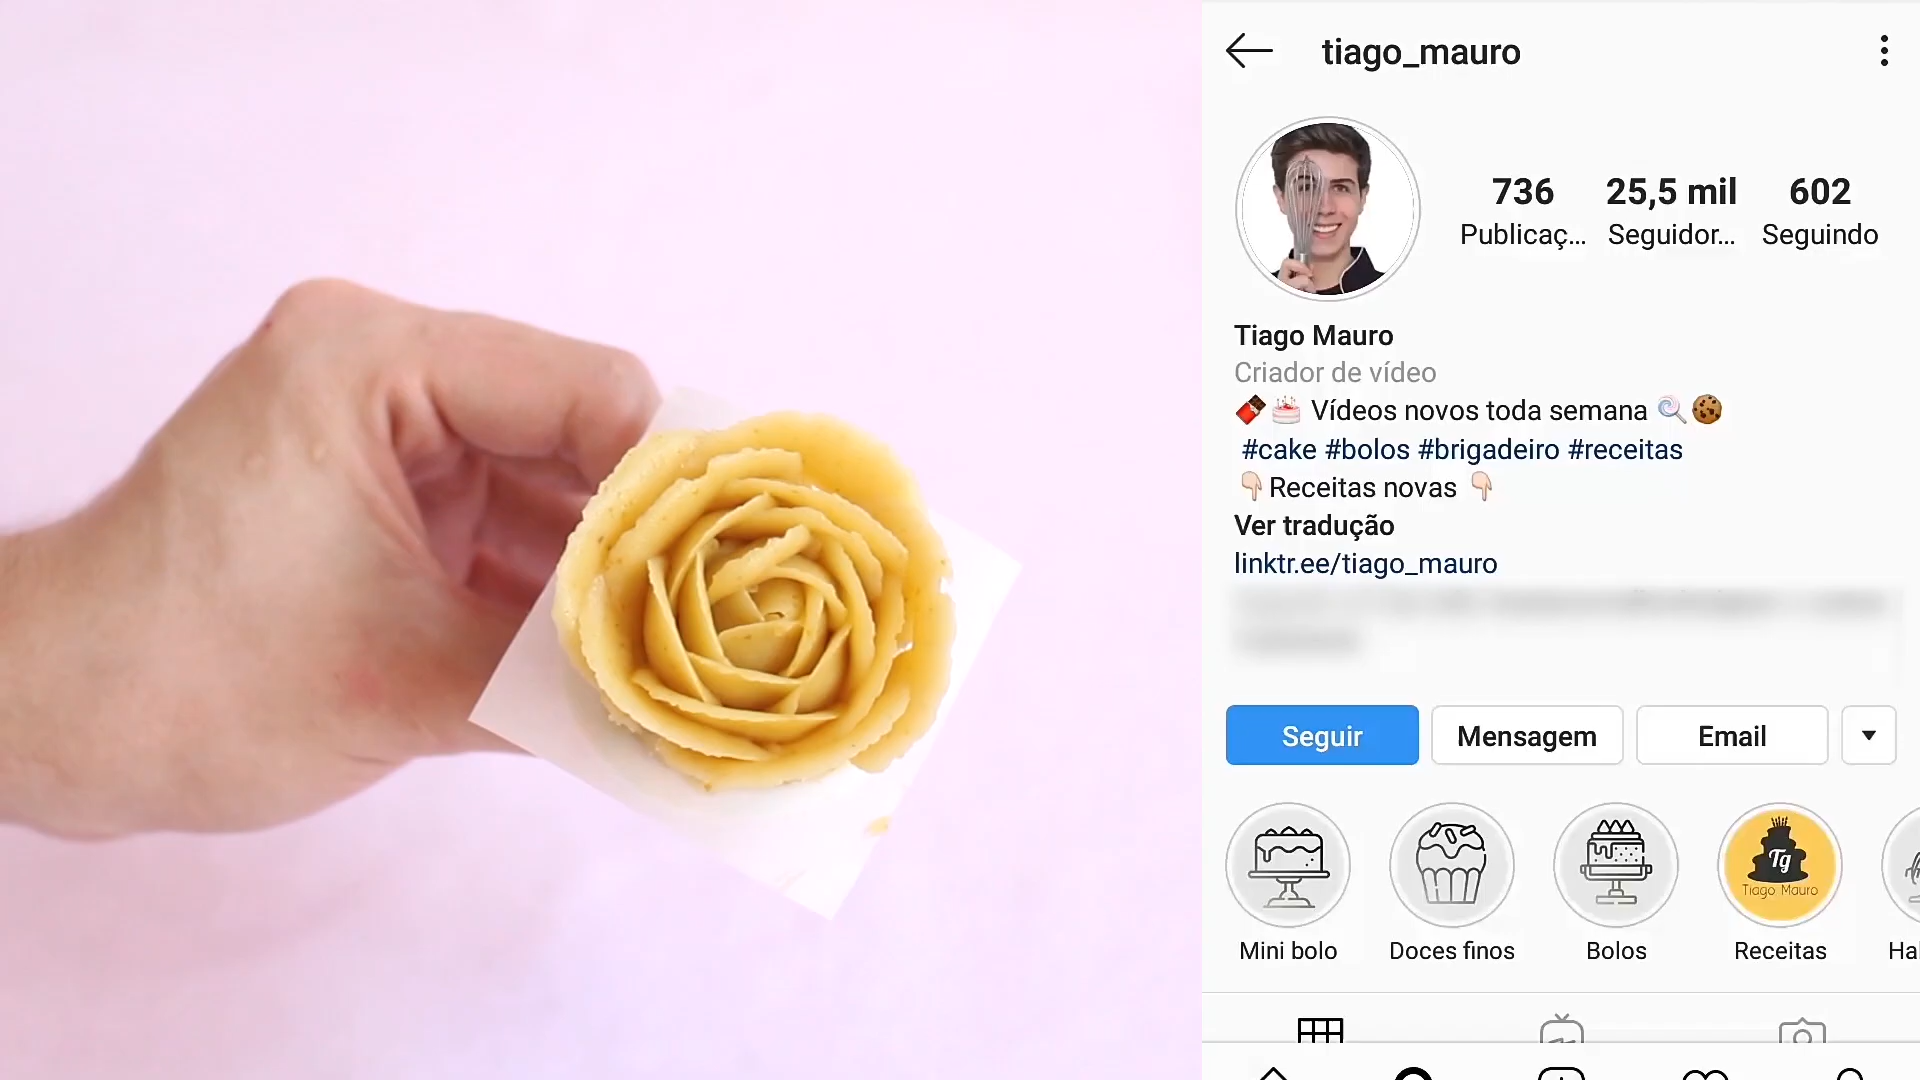 tiago_mauro
736 25,5 mil 602
Publicaç... Seguidor... Seguindo
Tiago Mauro
Criador de vídeo
🍫🎂 Vídeos novos toda semana 🍭🍪
#cake #bolos #brigadeiro #receitas
👇🏻Receitas novas 👇🏻
Ver tradução
linktr.ee/tiago_mauro
Seguir Mensagem Email
Tg
Tiago Mauro
Mini bolo Doces finos Bolos Receitas Hal